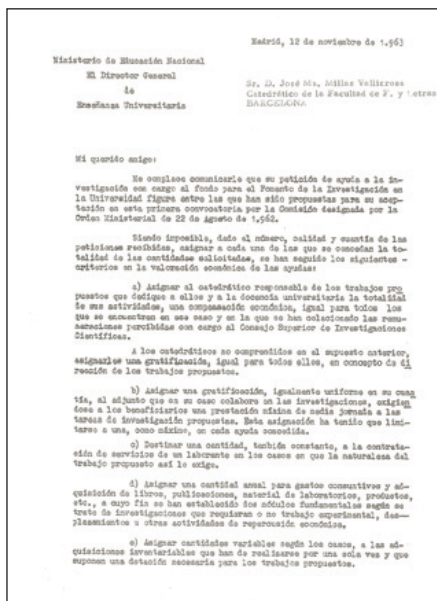 Madrid, 12 de noviembre de 1.963
Ministerio de Educación Nacional
El Director General
de
Enseñanza Universitaria
Sr. D. José Ma. Millas Vallicrosa
Catedrático de la Facultad de F. y Letras
BARCELONA
Mi querido amigo:
Me complace comunicarle que su petición de ayuda a la in-
vestigación con cargo al fondo para el Fomento de la Investigación en
la Universidad figura entre las que han sido propuestas para su acep-
tación en esta primera convocatoria por la Comisión designada por la
Orden Ministerial de 22 de Agosto de 1.962.
Siendo imposible, dado el número, calidad y cuantía de las
peticiones recibidas, asignar a cada una de las que se concedan la to-
talidad de las cantidades solicitadas, se han seguido los siguientes
criterios en la valoración económica de las ayudas:
a) Asignar al catedrático responsable de los trabajos pro
puestos que dedique a ellos y a la docencia universitaria la totalidad
de sus actividades, una compensación económica, igual para todos los
que se encuentren en ese caso y en la que se han colacionado las remu-
neraciones percibidas con cargo al Consejo Superior de Investigaciones
Científicas.
A los catedráticos no comprendidos en el supuesto anterior,
asignarles una gratificación, igual para todos ellos, en concepto de di
rección de los trabajos propuestos.
b) Asignar una gratificación, igualmente uniforme en su cuan
tía, al adjunto que en su caso colabore en las investigaciones, exigien
dose a los beneficiarios una prestación mínima de media jornada a las
tareas de investigación propuestas. Esta asignación ha tenido que limi-
tarse a una, como máximo, en cada ayuda concedida.
c) Destinar una cantidad, también constante, a la contrata-
ción de servicios de un laborante en los casos en que la naturaleza del
trabajo propuesto así lo exige.
d) Asignar una cantidad anual para gastos consuntivos y ad-
quisición de libros, publicaciones, material de laboratorios, productos,
etc., a cuyo fin se han establecido dos módulos fundamentales según se
trate de investigaciones que requieran o no trabajo experimental, des-
plazamientos u otras actividades de repercusión económica.
e) Asignar cantidades variables según los casos, a las ad-
quisiciones inventariables que han de realizarse por una sola vez y que
suponen una dotación necesaria para los trabajos propuestos.